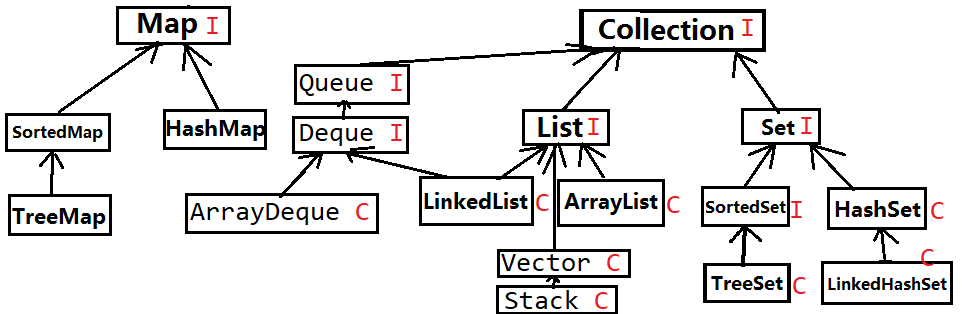 Map I
Collection I
Queue I
SortedMap
HashMap
Deque I
List I
Set I
TreeMap
ArrayDeque C
LinkedList C
ArrayList C
SortedSet I
HashSet C
Vector C
Stack C
TreeSet C
C
LinkedHashSet